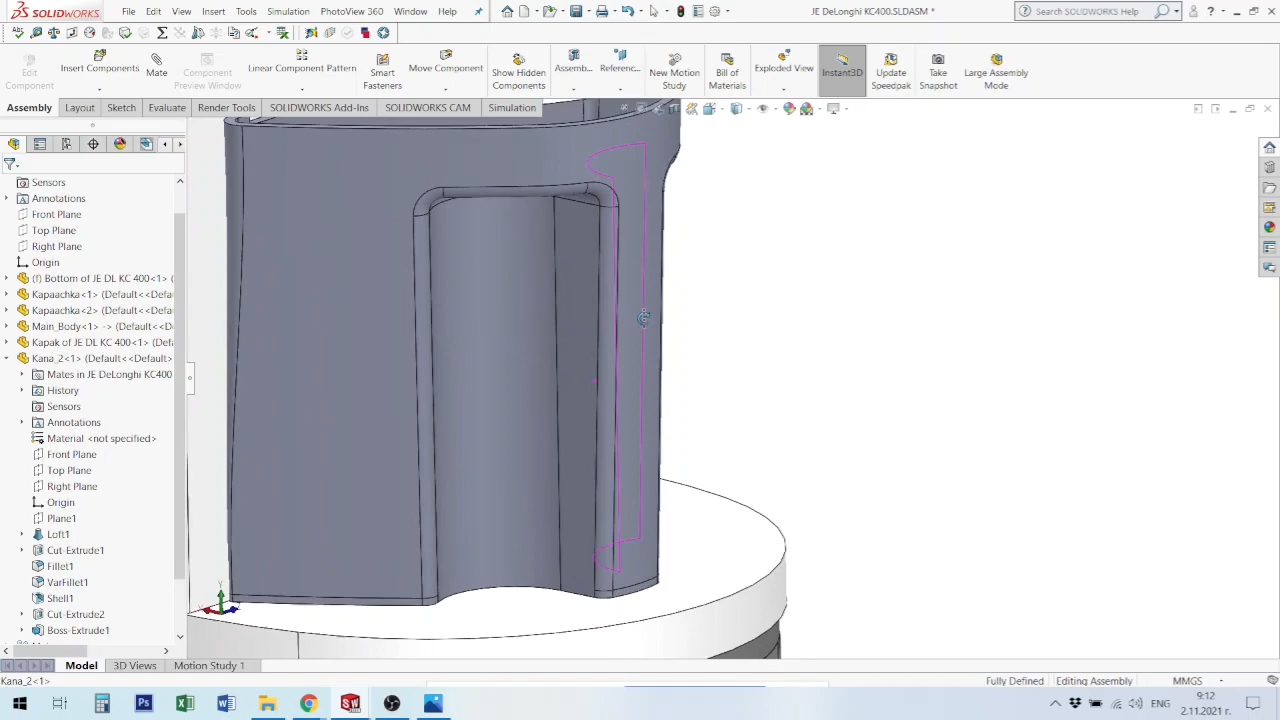 SOLIDWORKS
File
Edit
View
Insert
Tools
Simulation
PhotoView 360
Window
Help
JE DeLonghi KC400.SLDASM *
Search SOLIDWORKS Help
Edit
Component
Insert Components
Mate
Component
Preview Window
Linear Component Pattern
Smart
Fasteners
Move Component
Show Hidden
Components
Assemb...
Referenc...
New Motion
Study
Bill of
Materials
Exploded View
Instant3D
Update
Speedpak
Take
Snapshot
Large Assembly
Mode
Assembly
Layout
Sketch
Evaluate
Render Tools
SOLIDWORKS Add-Ins
SOLIDWORKS CAM
Simulation
Sensors
Annotations
Front Plane
Top Plane
Right Plane
Origin
(f) Bottom of JE DL KC 400<1> (
Kapaachka<1> (Default<<Defa
Kapaachka<2> (Default<<Defa
Main_Body<1> -> (Default<<D
Kapak of JE DL KC 400<1> (De
Kana_2<1> (Default<<Default>
Mates in JE DeLonghi KC400
History
Sensors
Annotations
Material <not specified>
Front Plane
Top Plane
Right Plane
Origin
Plane1
Loft1
Cut-Extrude1
Fillet1
VarFillet1
Shell1
Cut-Extrude2
Boss-Extrude1
Y
Model
3D Views
Motion Study 1
Kana_2<1>
Fully Defined
Editing Assembly
MMGS
ENG
9:12
2.11.2021 г.